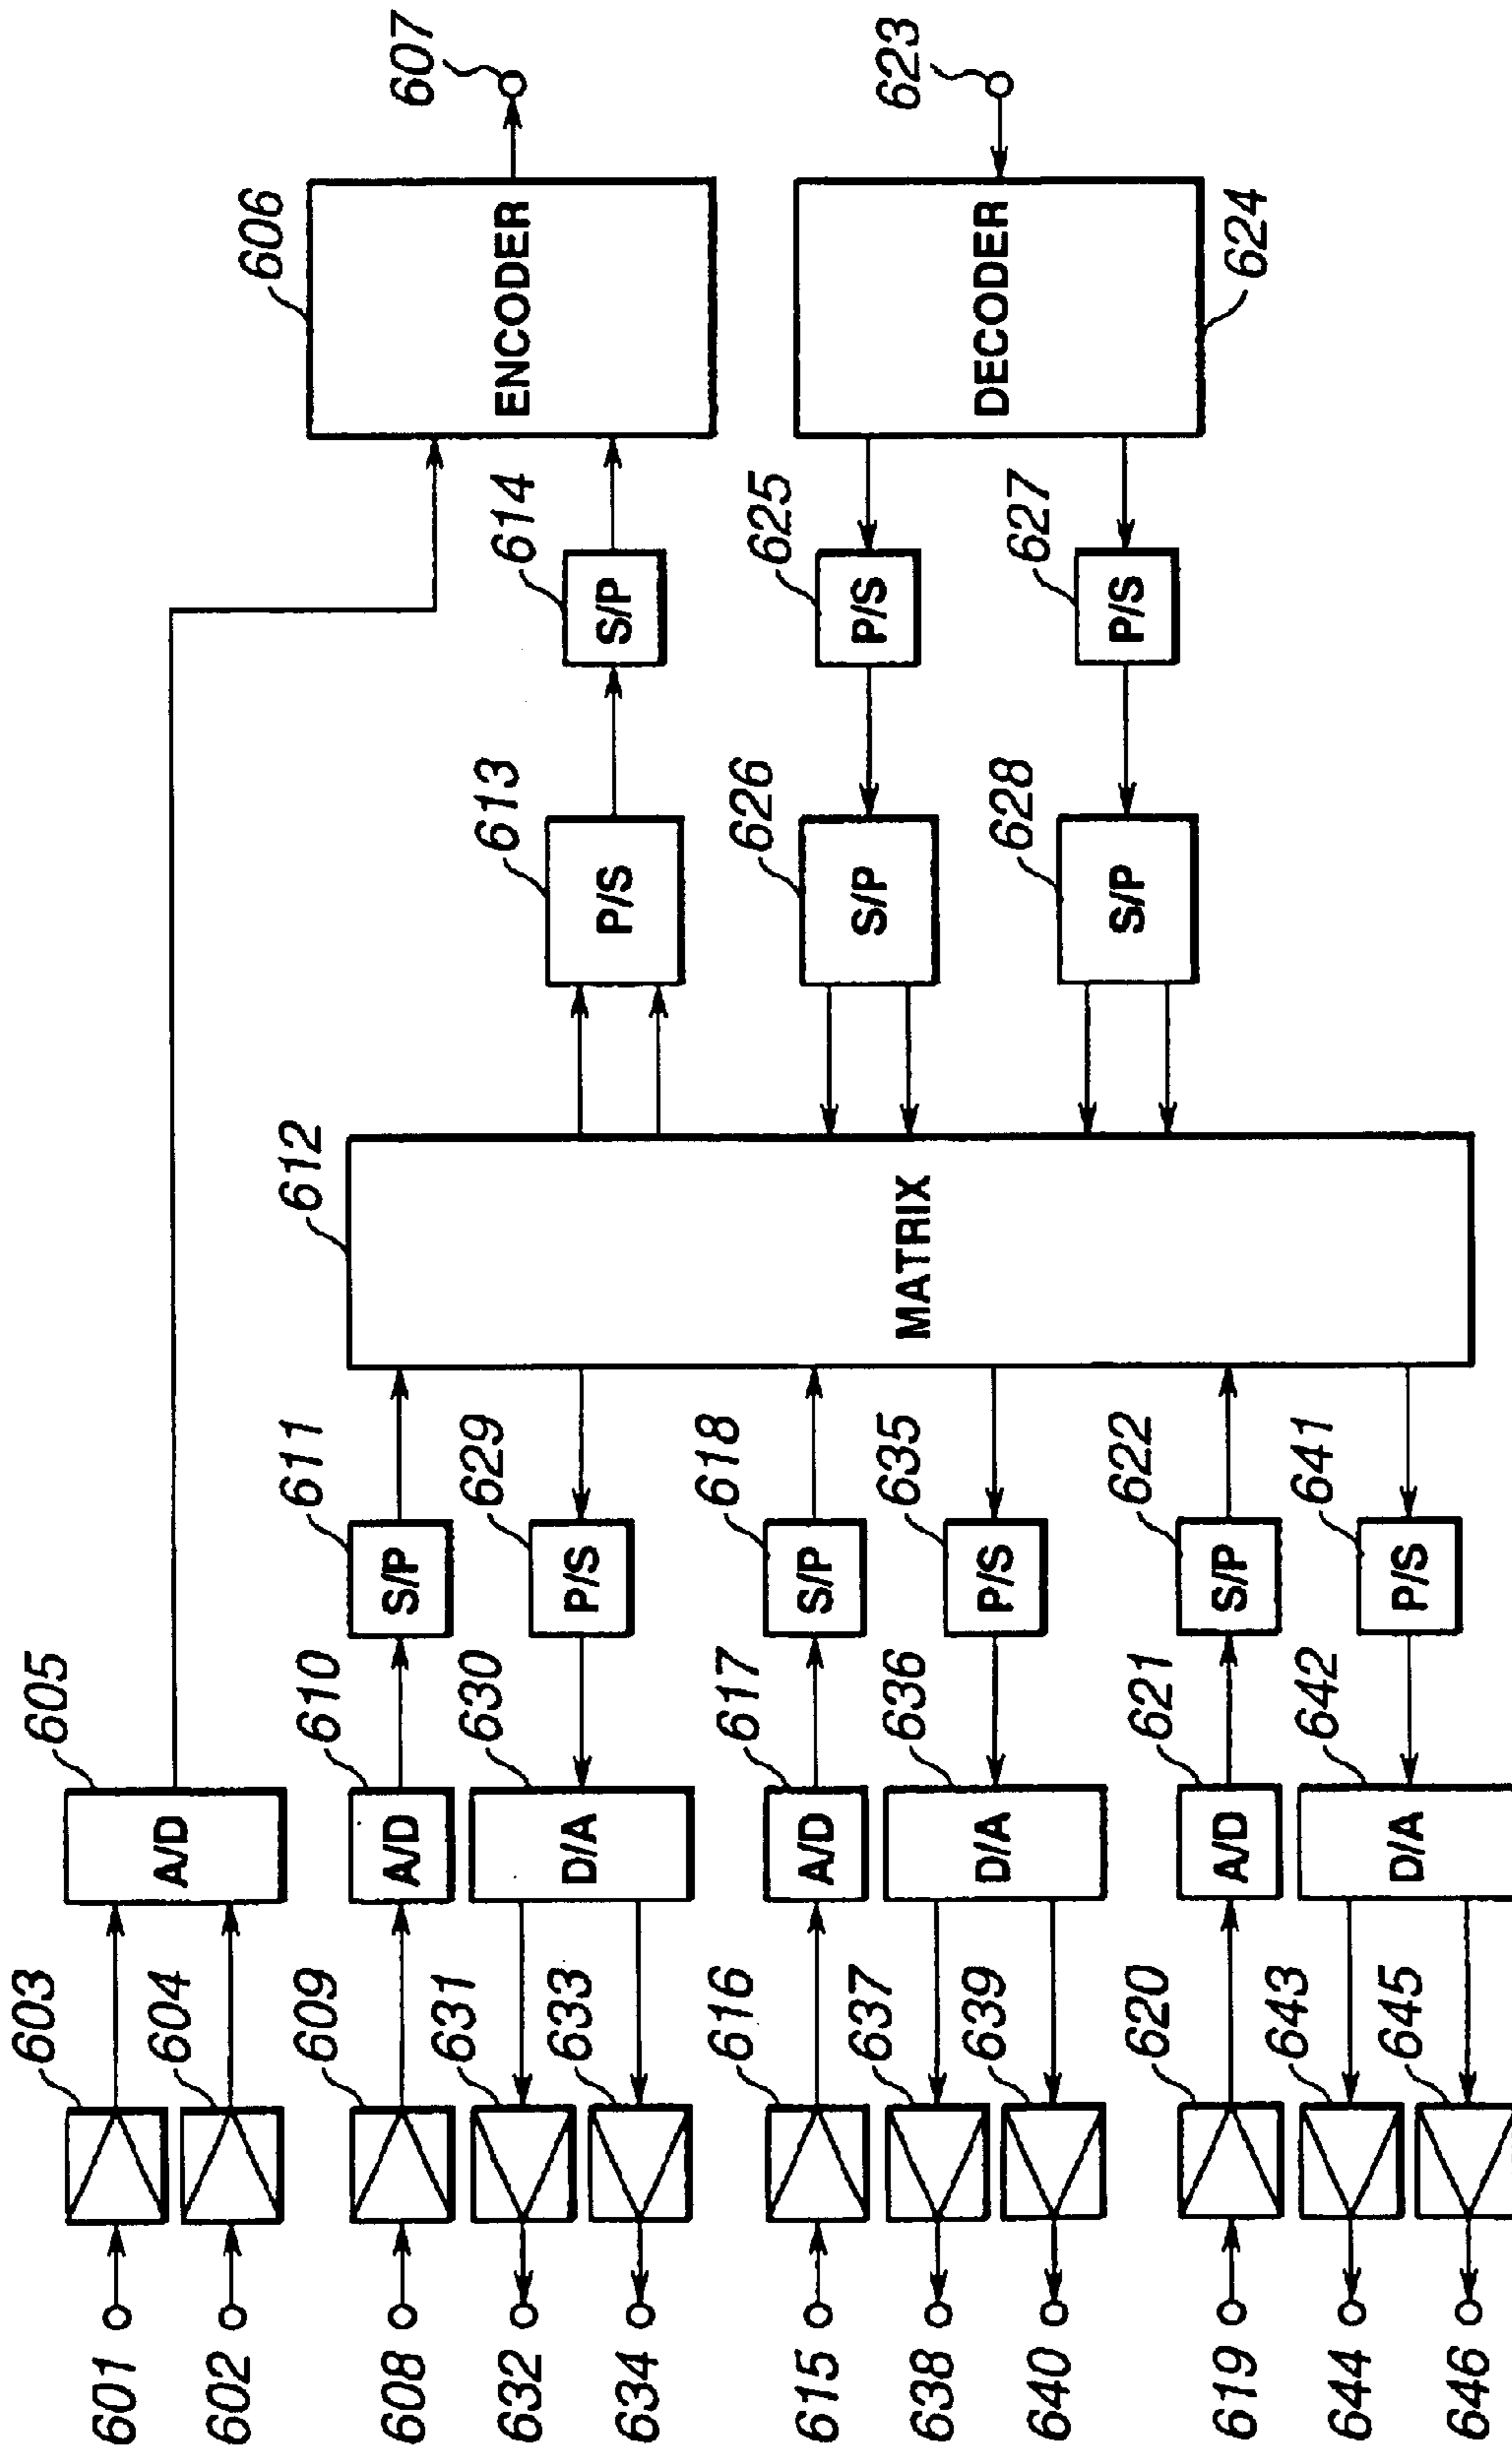 601
603
605
602
604
A/D
606
607
ENCODER
608
609
610
611
612
A/D
S/P
613
614
P/S
S/P
632
631
630
629
D/A
P/S
634
633
MATRIX
623
DECODER
624
626
625
S/P
P/S
615
616
617
618
A/D
S/P
638
637
636
635
D/A
P/S
640
639
628
627
S/P
P/S
619
620
621
622
A/D
S/P
644
643
642
641
D/A
P/S
646
645